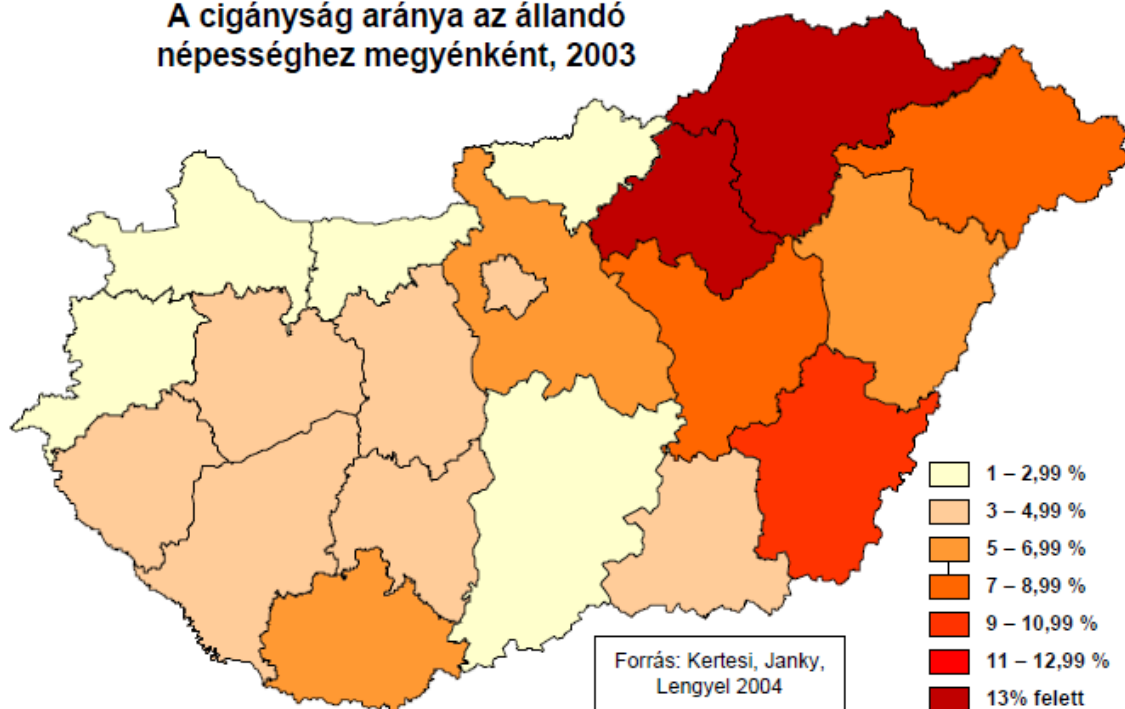 A cigányság aránya az állandó
népességhez megyénként, 2003
1 – 2,99 %
3 – 4,99 %
5 – 6,99 %
7 – 8,99 %
9 – 10,99 %
11 – 12,99 %
13% felett
Forrás: Kertesi, Janky,
Lengyel 2004